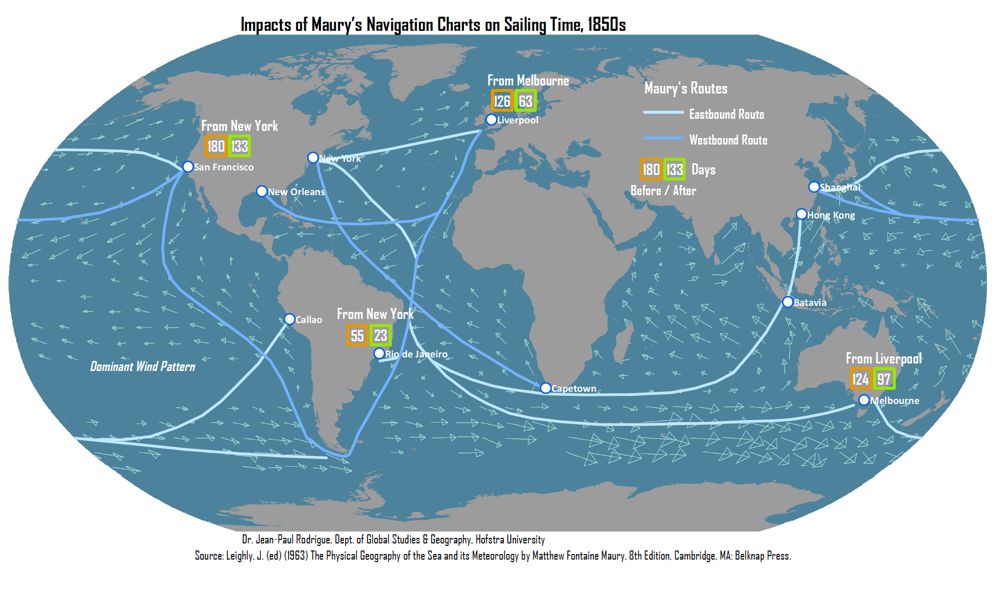 Impacts of Maury's Navigation Charts on Sailing Time, 1850s
From Melbourne
126 63
Liverpool
Maury's Routes
Eastbound Route
Westbound Route
180 133 Days
Before / After
From New York
180 133
San Francisco
New York
New Orleans
Shanghai
Hong Kong
Batavia
Callao
From New York
55 23
Rio de Janeiro
Dominant Wind Pattern
Capetown
From Liverpool
124 97
Melbourne
Dr. Jean-Paul Rodrigue, Dept. of Global Studies & Geography, Hofstra University
Source: Leighly, J. (ed) (1963) The Physical Geography of the Sea and its Meteorology by Matthew Fontaine Maury, 8th Edition, Cambridge, MA: Belknap Press.